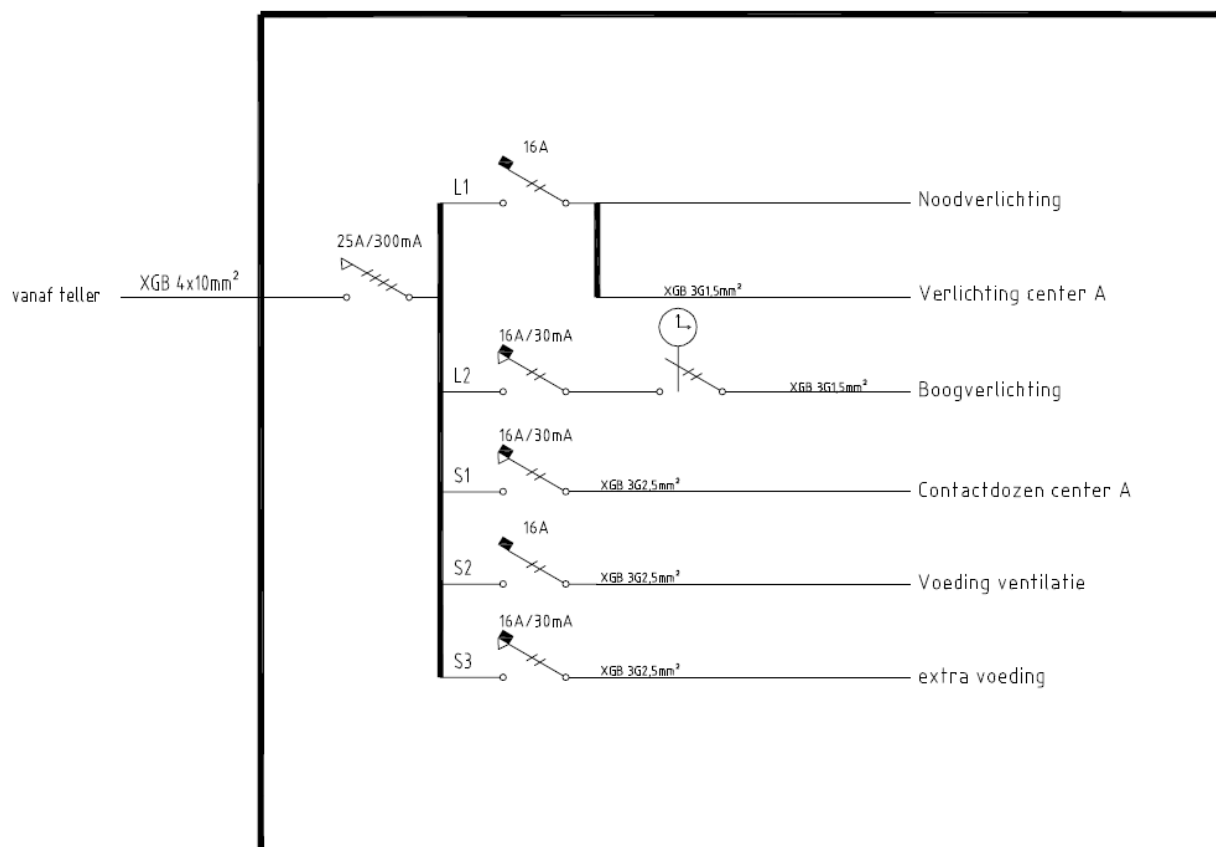 16A
L1
Noodverlichting
25A/300mA
vanaf teller
XGB 4x10mm²
XGB 3G1,5mm²
Verlichting center A
1
16A/30mA
L2
XGB 3G1,5mm²
Boogverlichting
16A/30mA
S1
XGB 3G2,5mm²
Contactdozen center A
16A
S2
XGB 3G2,5mm²
Voeding ventilatie
16A/30mA
S3
XGB 3G2,5mm²
extra voeding